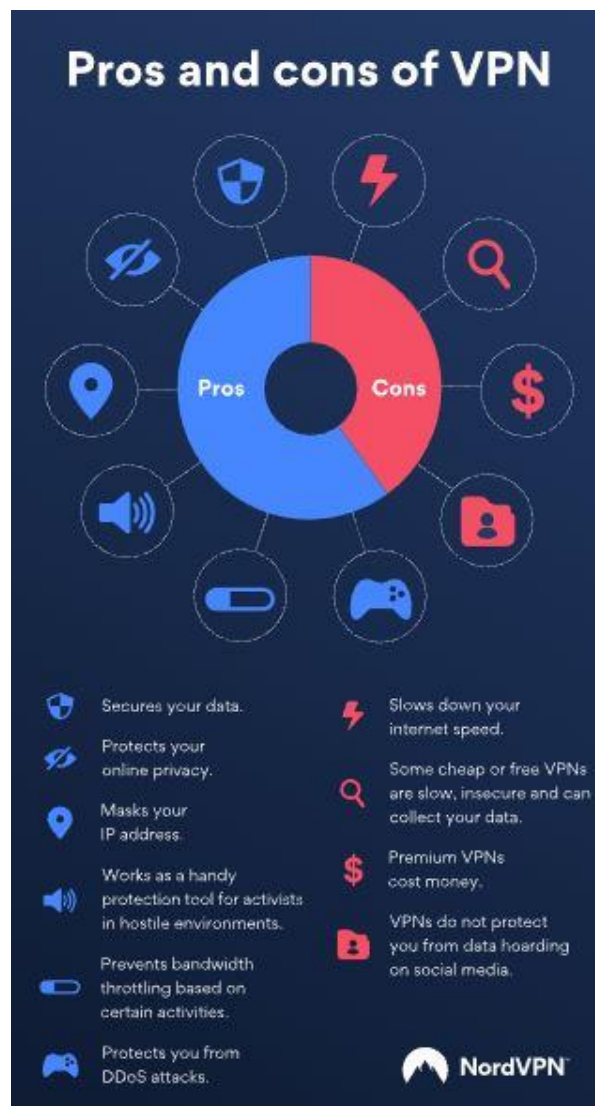 Pros and cons of VPN
Pros
Cons
Secures your data.
Protects your
online privacy.
Masks your
IP address.
Works as a handy
protection tool for activists
in hostile environments.
Prevents bandwidth
throttling based on
certain activities.
Protects you from
DDoS attacks.
Slows down your
internet speed.
Some cheap or free VPNs
are slow, insecure and can
collect your data.
Premium VPNs
cost money.
VPNs do not protect
you from data hoarding
on social media.
NordVPN